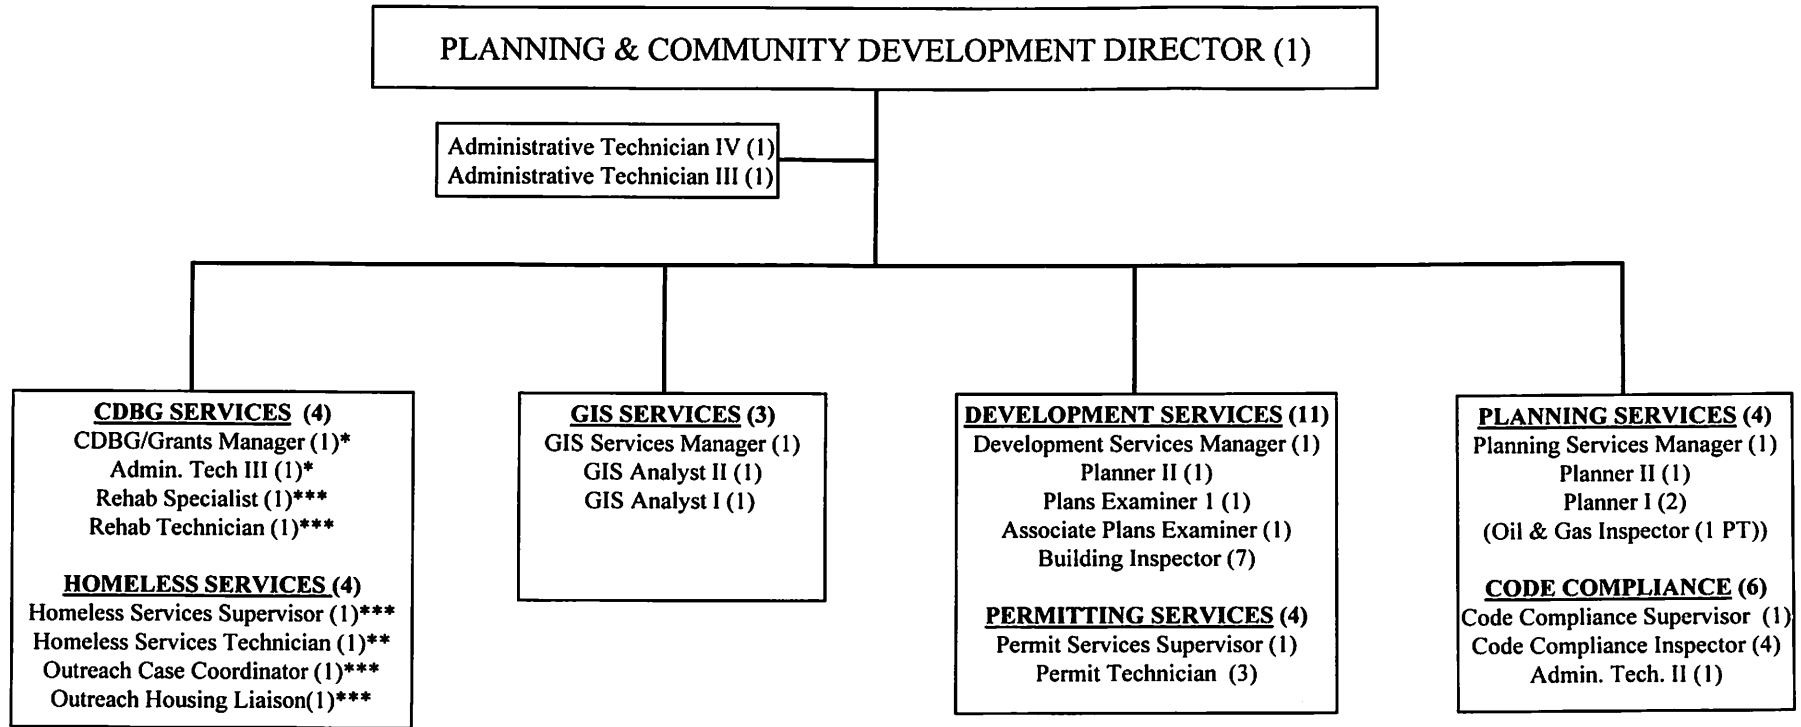 PLANNING & COMMUNITY DEVELOPMENT DIRECTOR (1)
Administrative Technician IV (1)
Administrative Technician III (1)
CDBG SERVICES (4)
CDBG/Grants Manager (1)*
Admin. Tech III (1)*
Rehab Specialist (1)***
Rehab Technician (1)***
HOMELESS SERVICES (4)
Homeless Services Supervisor (1)***
Homeless Services Technician (1)**
Outreach Case Coordinator (1)***
Outreach Housing Liaison(1)***
GIS SERVICES (3)
GIS Services Manager (1)
GIS Analyst II (1)
GIS Analyst I (1)
DEVELOPMENT SERVICES (11)
Development Services Manager (1)
Planner II (1)
Plans Examiner 1 (1)
Associate Plans Examiner (1)
Building Inspector (7)
PERMITTING SERVICES (4)
Permit Services Supervisor (1)
Permit Technician (3)
PLANNING SERVICES (4)
Planning Services Manager (1)
Planner II (1)
Planner I (2)
(Oil & Gas Inspector (1 PT))
CODE COMPLIANCE (6)
Code Compliance Supervisor (1)
Code Compliance Inspector (4)
Admin. Tech. II (1)